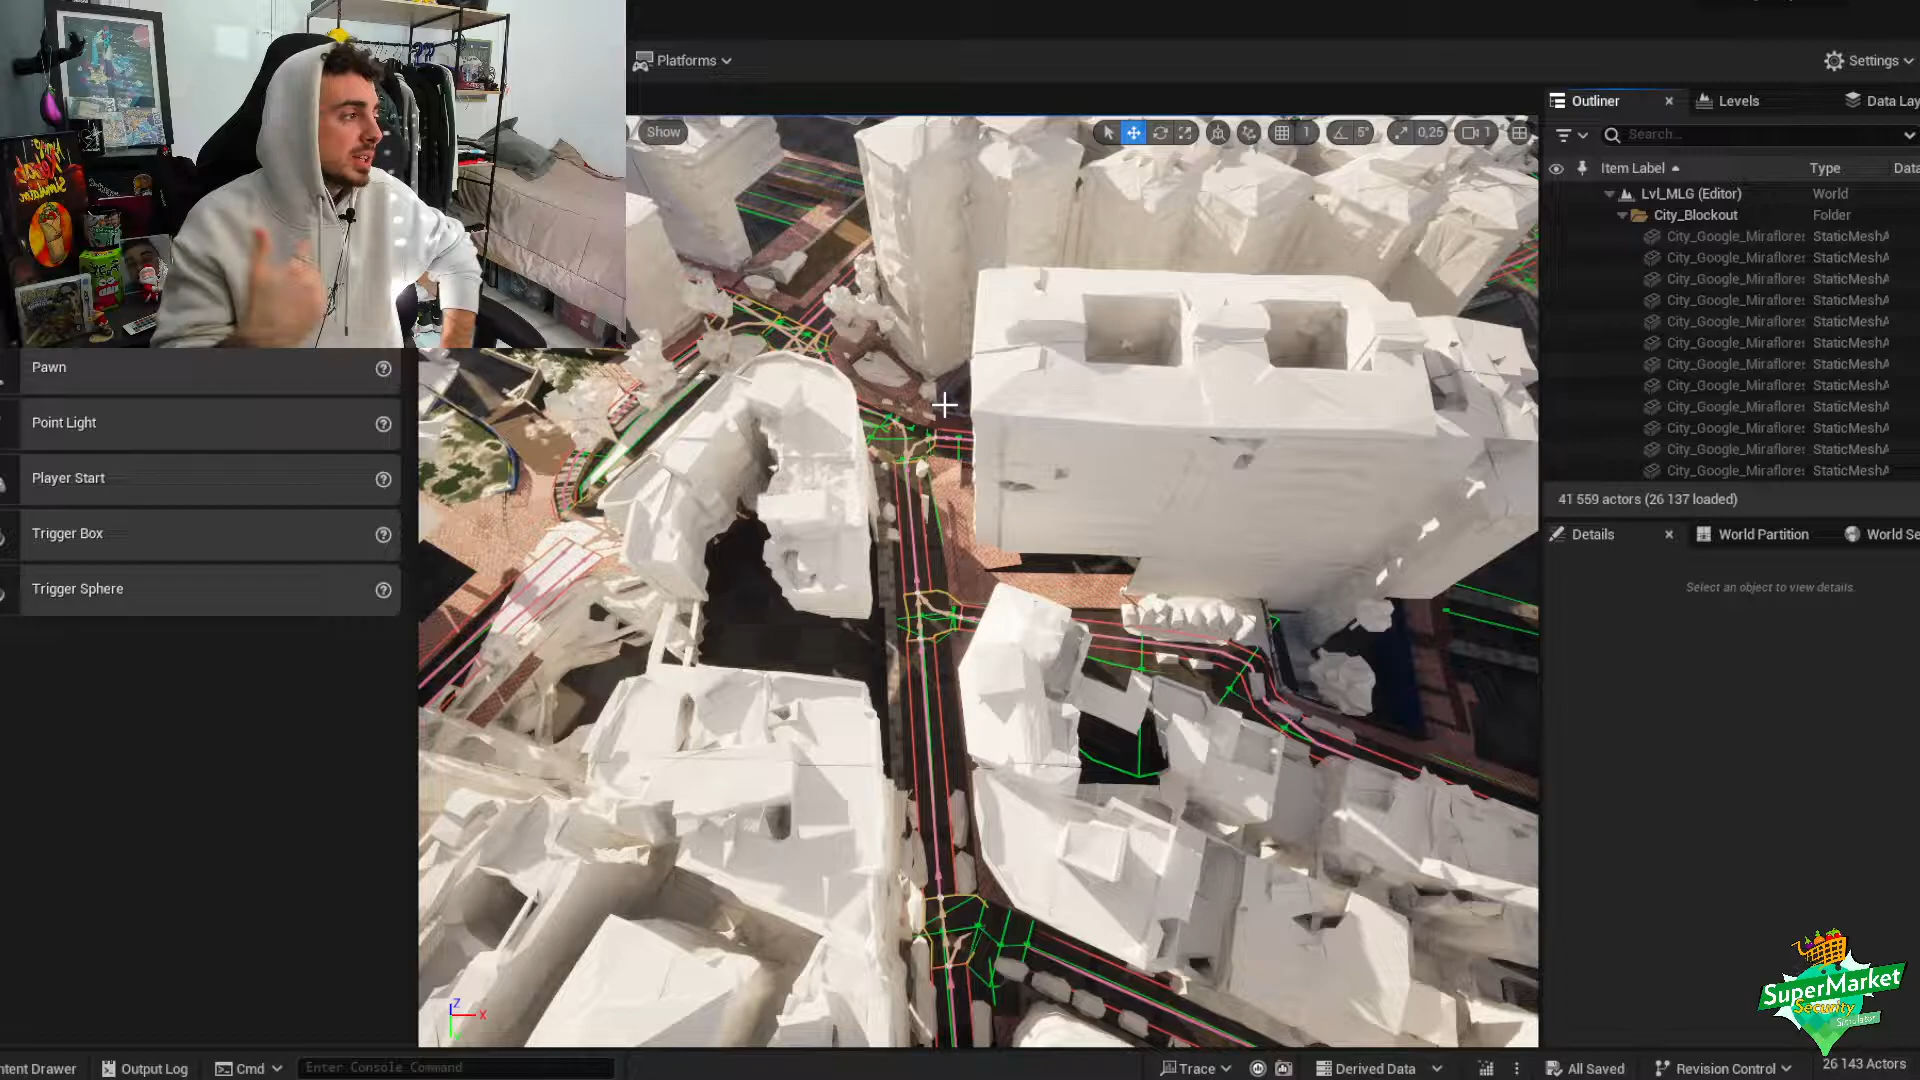 Platforms
Settings
Show
1
5°
0,25
1
Outliner
Levels
Data Lay
Search...
Item Label
Type
Data
Lvl_MLG (Editor)
World
City_Blockout
Folder
City_Google_Miraflores
StaticMeshA
City_Google_Miraflores
StaticMeshA
City_Google_Miraflores
StaticMeshA
City_Google_Miraflores
StaticMeshA
City_Google_Miraflores
StaticMeshA
City_Google_Miraflores
StaticMeshA
City_Google_Miraflores
StaticMeshA
City_Google_Miraflores
StaticMeshA
City_Google_Miraflores
StaticMeshA
City_Google_Miraflores
StaticMeshA
City_Google_Miraflores
StaticMeshA
City_Google_Miraflores
StaticMeshA
41 559 actors (26 137 loaded)
Details
World Partition
World Se
Select an object to view details.
Pawn
Point Light
Player Start
Trigger Box
Trigger Sphere
Z
X
SuperMarket
Security
Simulator
ntent Drawer
Output Log
Cmd
Enter Console Command
Trace
Derived Data
All Saved
Revision Control
26 143 Actors